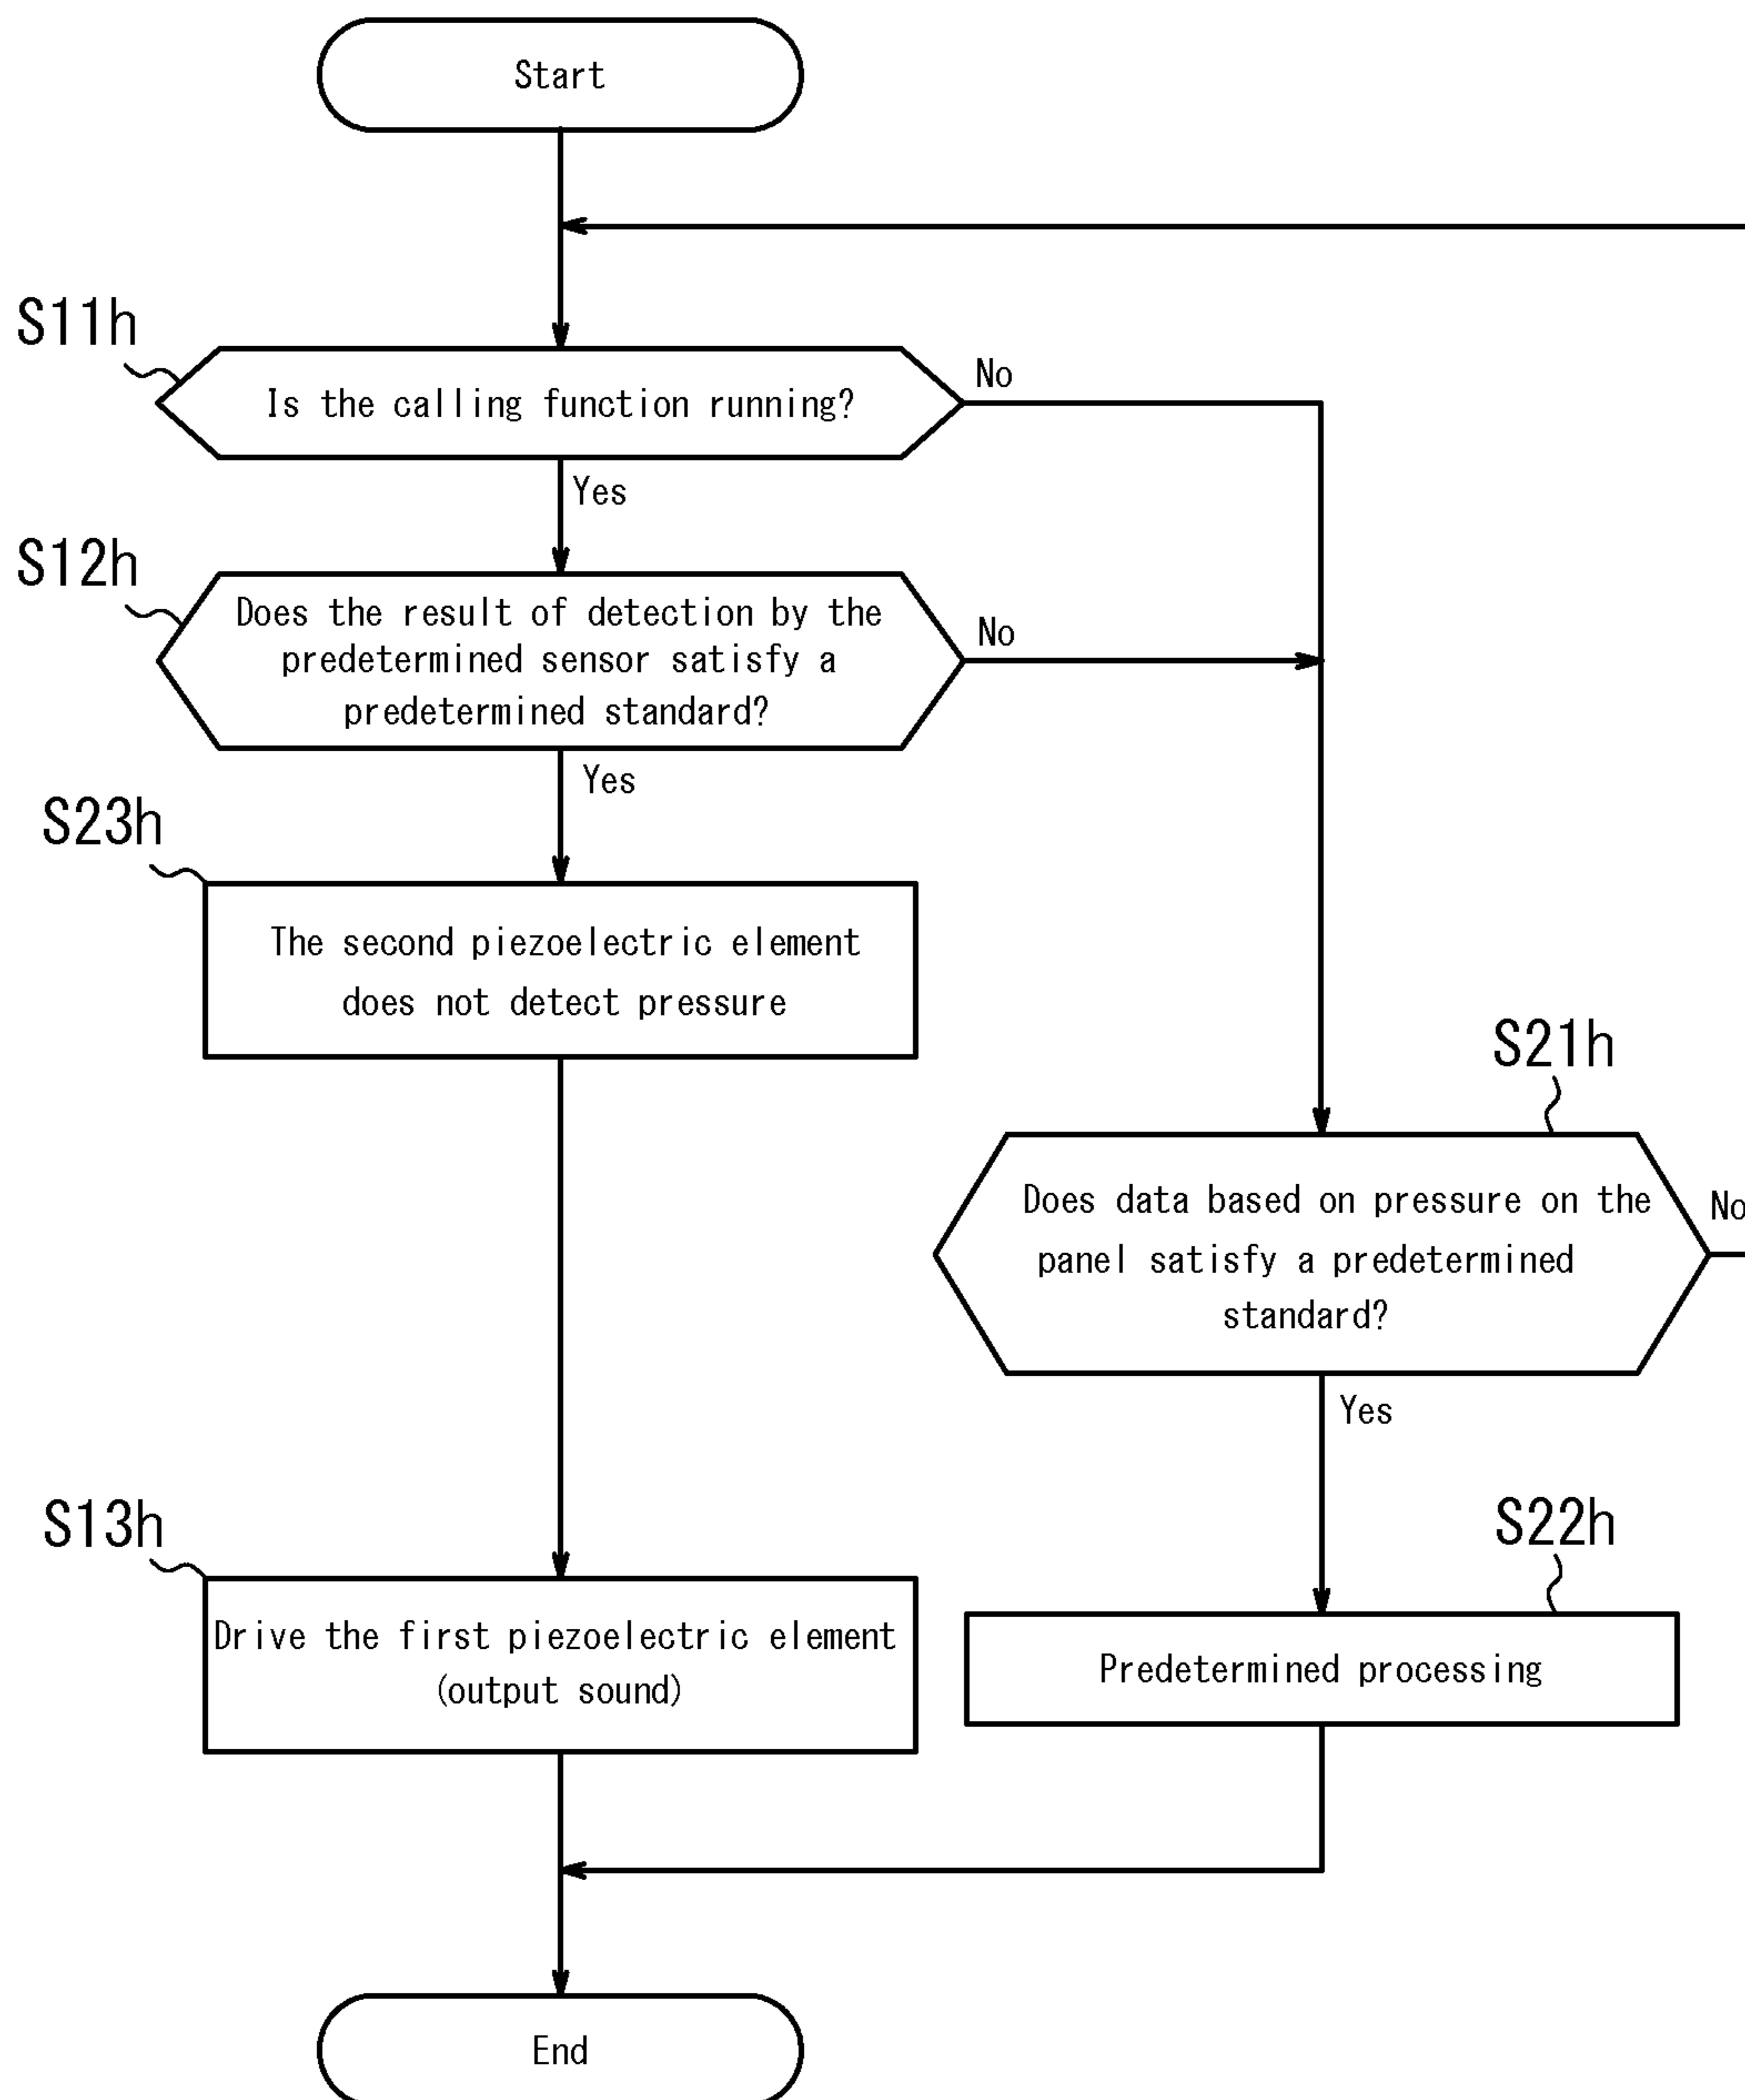 Start
S11h
Is the calling function running?
No
Yes
S12h
Does the result of detection by the
predetermined sensor satisfy a
predetermined standard?
No
Yes
S23h
The second piezoelectric element
does not detect pressure
S21h
Does data based on pressure on the
panel satisfy a predetermined
standard?
No
Yes
S13h
Drive the first piezoelectric element
(output sound)
S22h
Predetermined processing
End